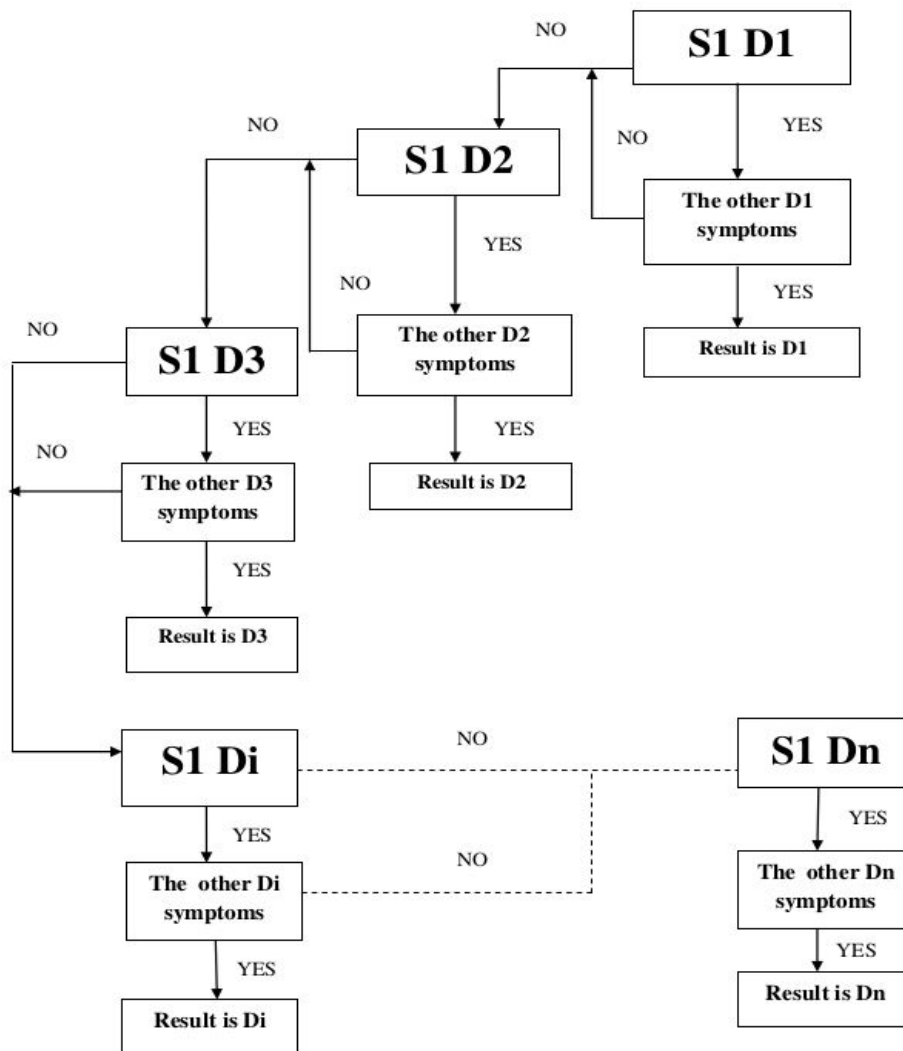 NO
S1 D1
YES
NO
The other D1
symptoms
YES
Result is D1
NO
S1 D2
YES
NO
The other D2
symptoms
YES
Result is D2
NO
S1 D3
YES
NO
The other D3
symptoms
YES
Result is D3
S1 Di
NO
YES
The other Di
symptoms
NO
YES
Result is Di
S1 Dn
YES
The other Dn
symptoms
YES
Result is Dn